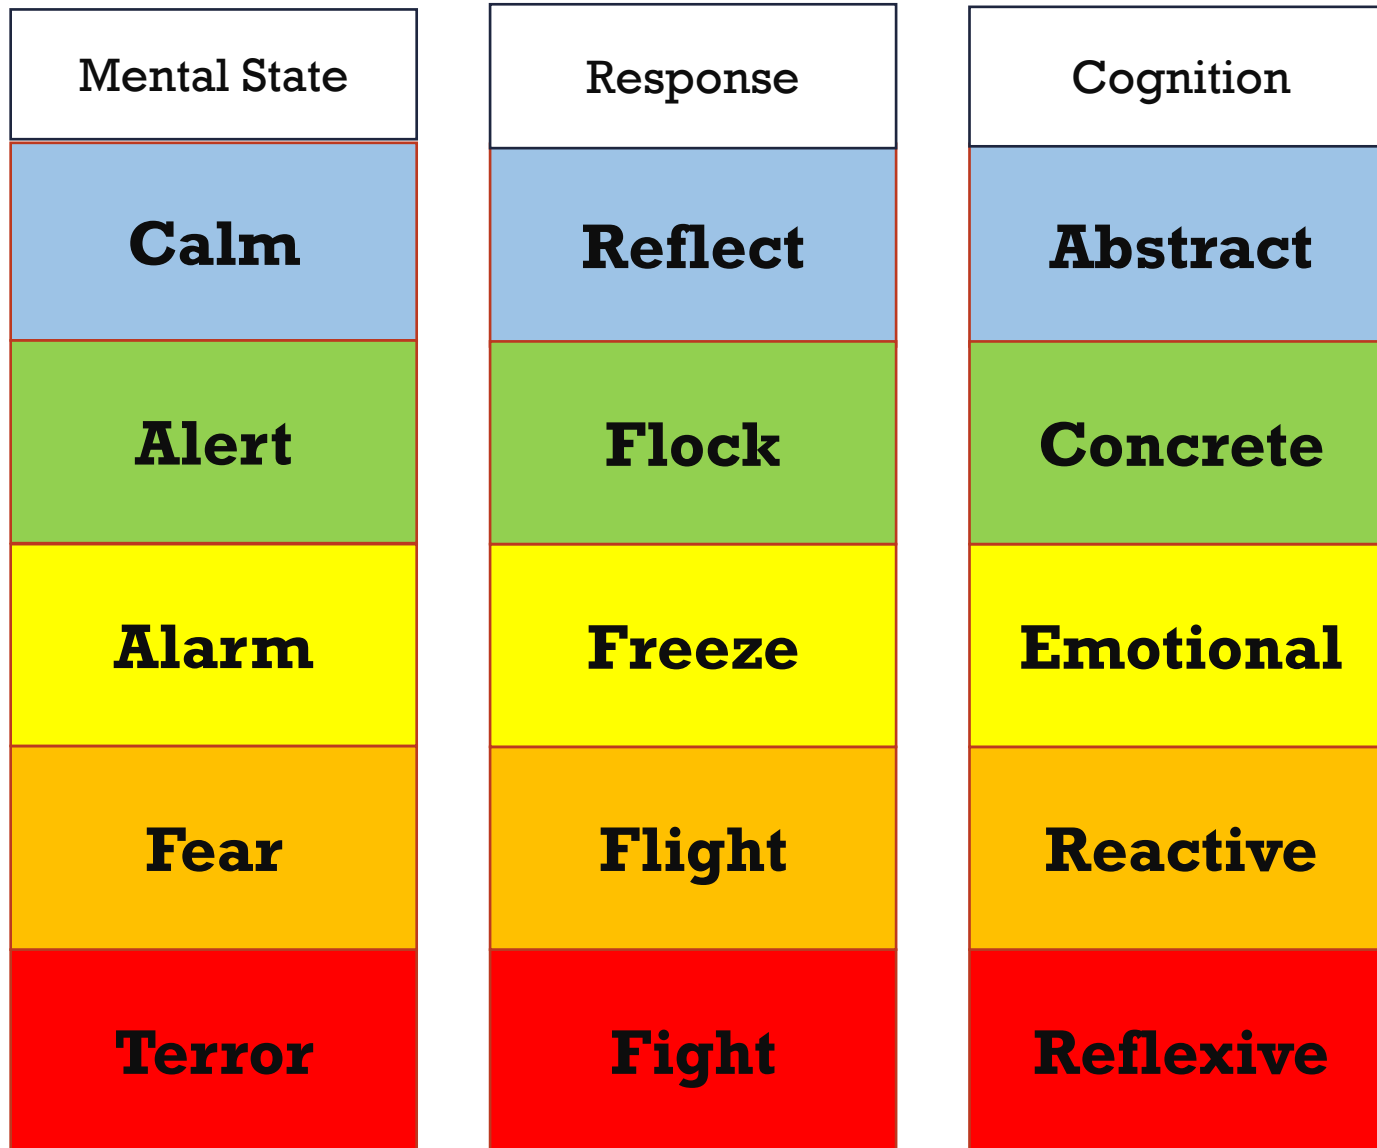 Mental State
Response
Cognition
Calm
Reflect
Abstract
Alert
Flock
Concrete
Alarm
Freeze
Emotional
Fear
Flight
Reactive
Terror
Fight
Reflexive